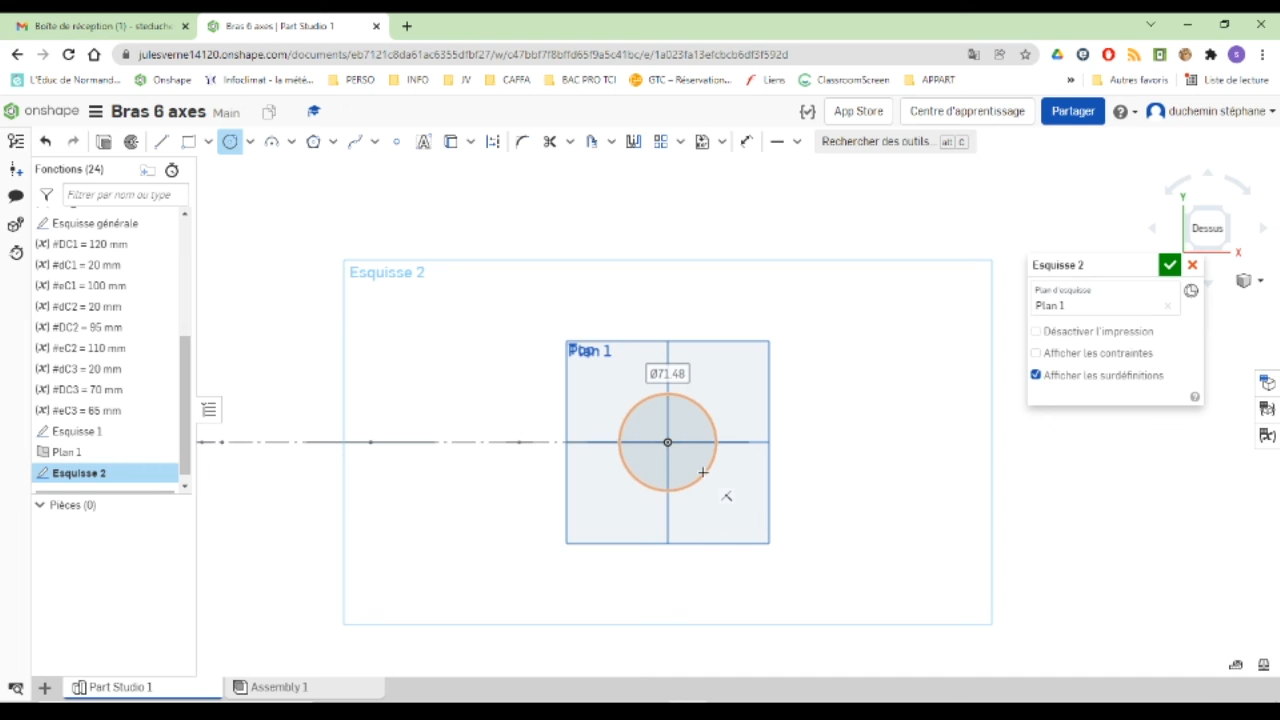 Boîte de réception (1) - steduche
Bras 6 axes | Part Studio 1
julesverne14120.onshape.com/documents/eb7121c8da61ac6355dfbf27/w/c47bbf7f8bffd65f9a5c41bc/e/1a023fa13efcbcb6df3f592d
L'Éduc de Normand...
Onshape
Infoclimat - la mété...
PERSO
INFO
JV
CAFFA
BAC PRO TCI
GTC – Réservation...
Liens
ClassroomScreen
APPART
»
Autres favoris
Liste de lecture
onshape
Bras 6 axes
Main
App Store
Centre d'apprentissage
Partager
duchemin stéphane
Rechercher des outils...
alt C
Fonctions (24)
Filtrer par nom ou type
Esquisse générale
(x) #DC1 = 120 mm
(x) #dC1 = 20 mm
(x) #eC1 = 100 mm
(x) #dC2 = 20 mm
(x) #DC2 = 95 mm
(x) #eC2 = 110 mm
(x) #dC3 = 20 mm
(x) #DC3 = 70 mm
(x) #eC3 = 65 mm
Esquisse 1
Plan 1
Esquisse 2
Pièces (0)
Esquisse 2
Plan 1
Ø71.48
Y
Dessus
X
Esquisse 2
Plan d'esquisse
Plan 1
Désactiver l'impression
Afficher les contraintes
Afficher les surdéfinitions
Part Studio 1
Assembly 1